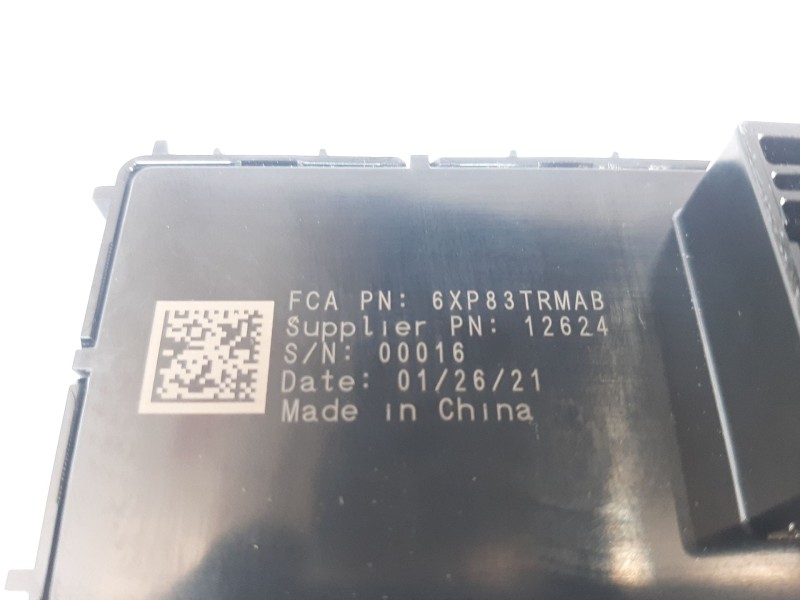 FCA PN: 6XP83TRMAB
Supplier PN: 12624
S/N: 00016
Date: 01/26/21
Made in China